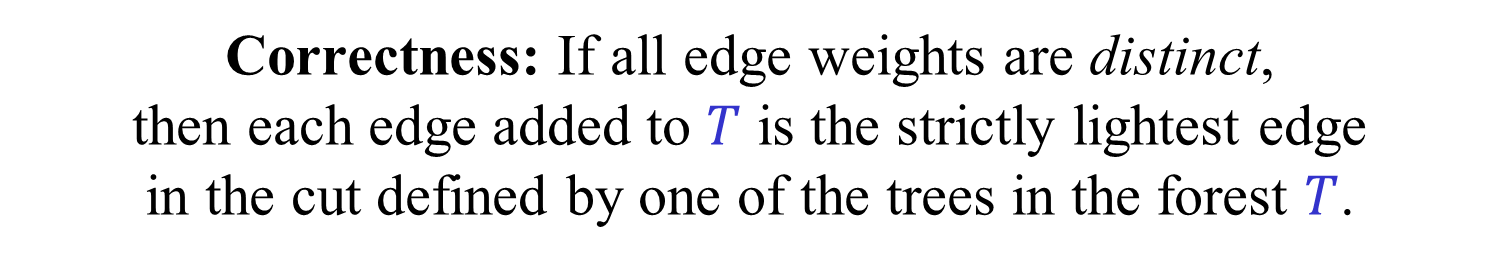 Correctness: If all edge weights are distinct,
then each edge added to T is the strictly lightest edge
in the cut defined by one of the trees in the forest T.